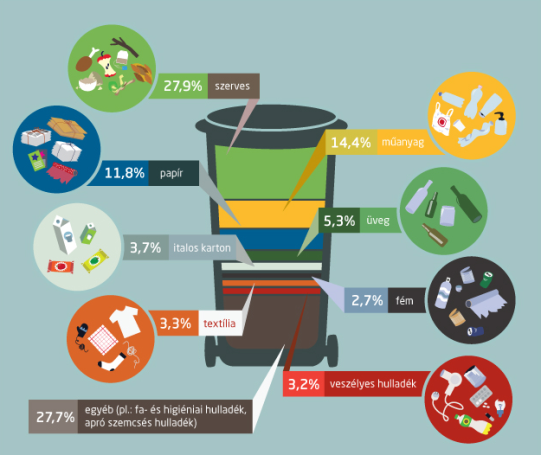 27,9% szerves
14,4% műanyag
11,8% papír
5,3% üveg
3,7% italos karton
2,7% fém
3,3% textília
3,2% veszélyes hulladék
27,7% egyéb (pl.: fa- és higiéniai hulladék,
apró szemcsés hulladék)